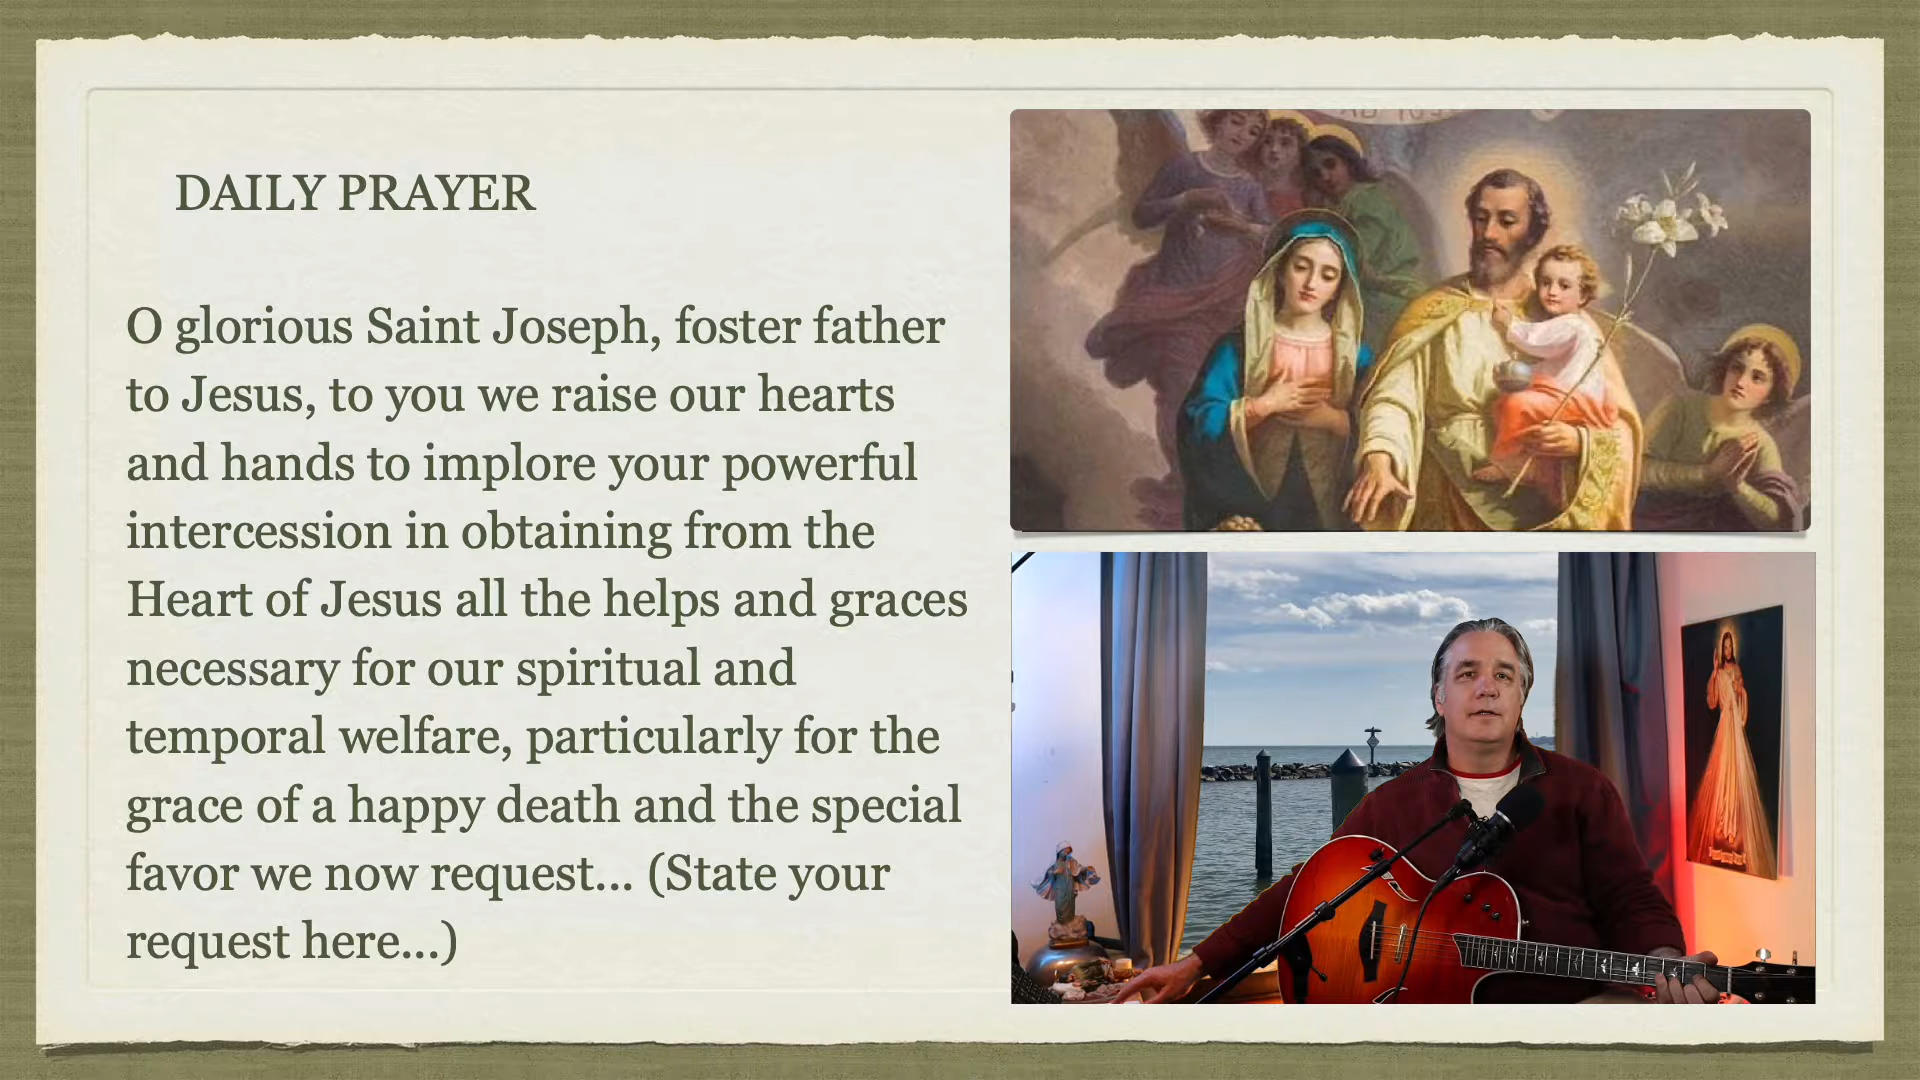 DAILY PRAYER
O glorious Saint Joseph, foster father
to Jesus, to you we raise our hearts
and hands to implore your powerful
intercession in obtaining from the
Heart of Jesus all the helps and graces
necessary for our spiritual and
temporal welfare, particularly for the
grace of a happy death and the special
favor we now request... (State your
request here...)